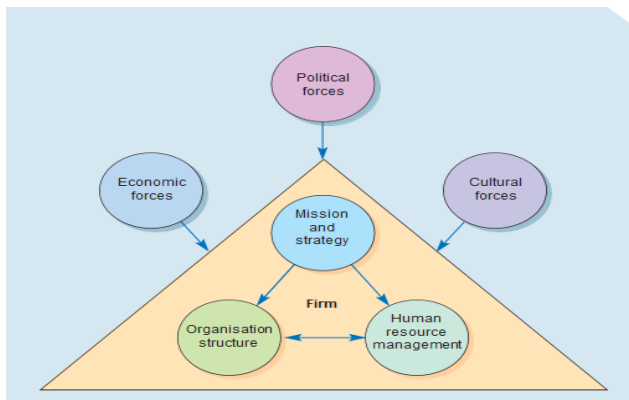 Political
forces
Economic
forces
Cultural
forces
Mission
and
strategy
Firm
Organisation
structure
Human
resource
management